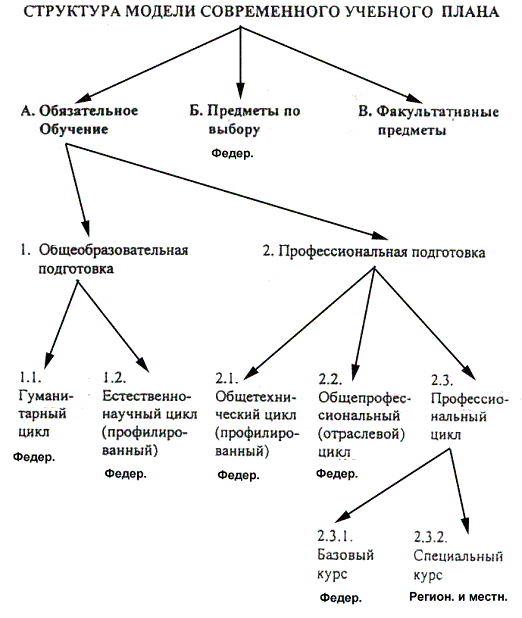 СТРУКТУРА МОДЕЛИ СОВРЕМЕННОГО УЧЕБНОГО ПЛАНА
А. Обязательное
Обучение
Б. Предметы по
выбору
Федер.
В. Факультативные
предметы
1. Общеобразовательная
подготовка
2. Профессиональная подготовка
1.1.
Гумани-
тарный
цикл
Федер.
1.2.
Естественно-
научный цикл
(профилиро-
ванный)
Федер.
2.1.
Общетехни-
ческий цикл
(профилиро-
ванный)
Федер.
2.2.
Общепрофес-
сиональный
(отраслевой)
цикл
Федер.
2.3.
Профессио-
нальный
цикл
2.3.1.
Базовый
курс
Федер.
2.3.2.
Специальный
курс
Регион. и местн.